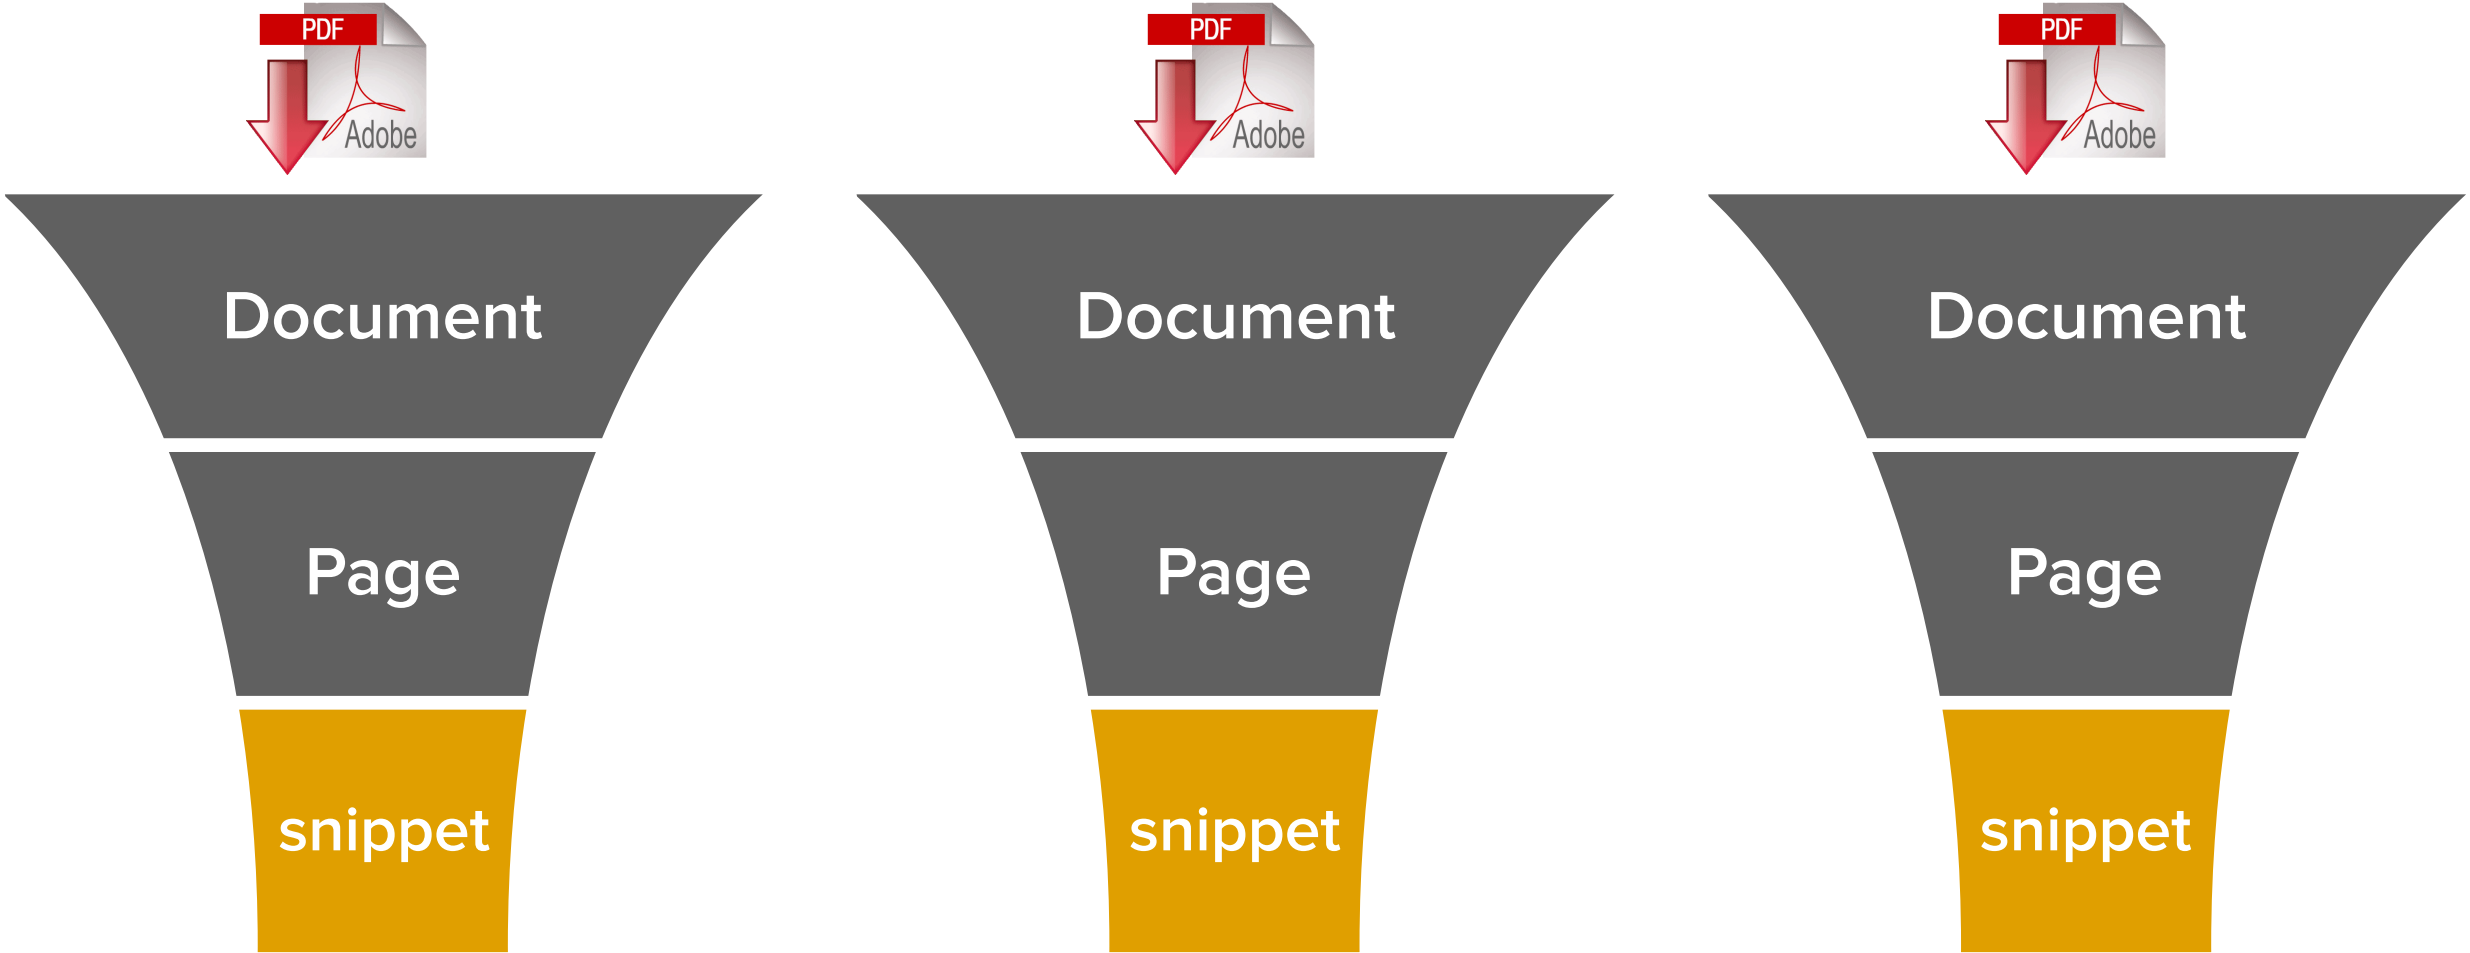 PDF
Adobe
PDF
Adobe
PDF
Adobe
Document
Document
Document
Page
Page
Page
snippet
snippet
snippet